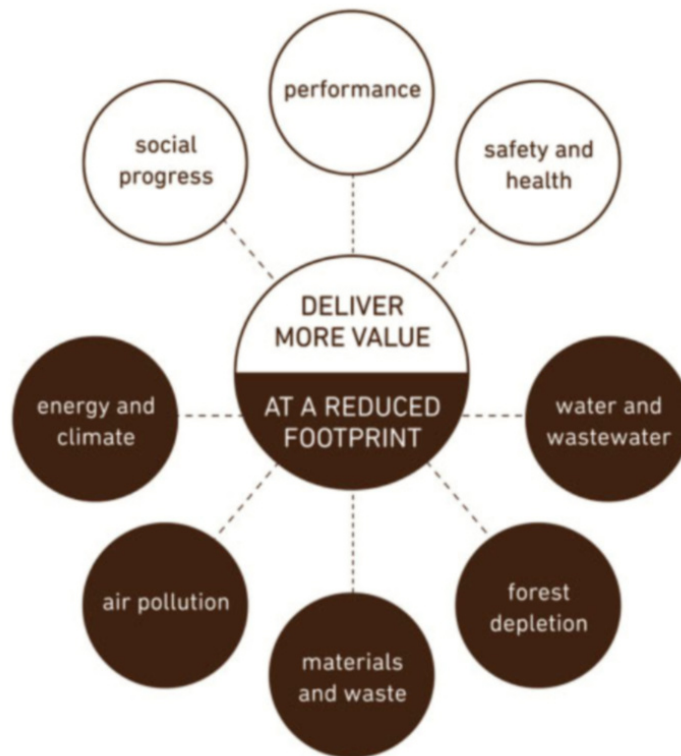 performance
social
progress
safety and
health
DELIVER
MORE VALUE
AT A REDUCED
FOOTPRINT
energy and
climate
water and
wastewater
air pollution
forest
depletion
materials
and waste